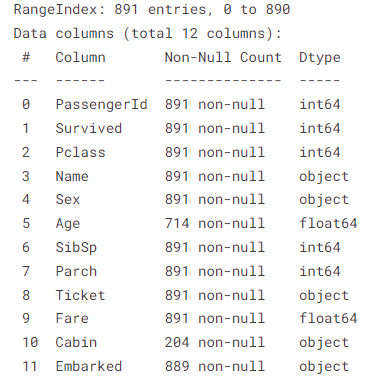 RangeIndex: 891 entries, 0 to 890
Data columns (total 12 columns):
 #   Column       Non-Null Count  Dtype
---  ------       --------------  -----
 0   PassengerId  891 non-null    int64
 1   Survived     891 non-null    int64
 2   Pclass       891 non-null    int64
 3   Name         891 non-null    object
 4   Sex          891 non-null    object
 5   Age          714 non-null    float64
 6   SibSp        891 non-null    int64
 7   Parch        891 non-null    int64
 8   Ticket       891 non-null    object
 9   Fare         891 non-null    float64
 10  Cabin        204 non-null    object
 11  Embarked     889 non-null    object